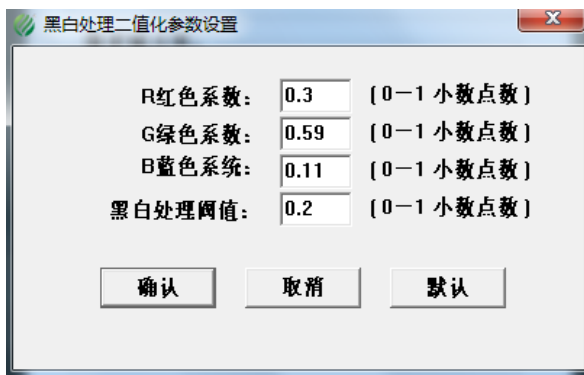 黑白处理二值化参数设置
R红色系数： 0.3 (0－1 小数点数)
G绿色系数： 0.59 (0－1 小数点数)
B蓝色系统： 0.11 (0－1 小数点数)
黑白处理阀值： 0.2 (0－1 小数点数)
确认 取消 默认